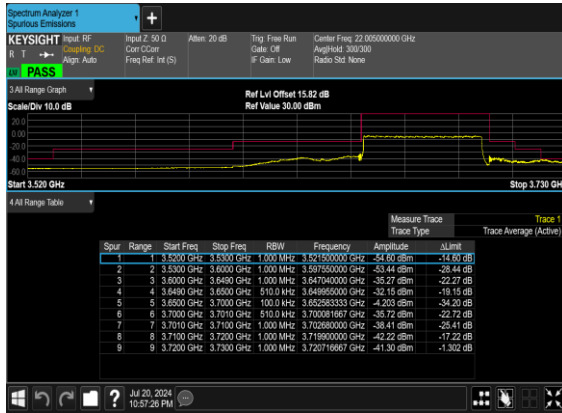 Spectrum Analyzer 1
Spurious Emissions
+
KEYSIGHT Input: RF Input Z: 50 Ω Atten: 20 dB Trig: Free Run Center Freq: 22.005000000 GHz
R T Coupling: DC Corr CCorr Gate: Off Avg|Hold: 300/300
Align: Auto Freq Ref: Int (S) IF Gain: Low Radio Std: None
PASS
3 All Range Graph
Ref Lvl Offset 15.82 dB
Scale/Div 10.0 dB Ref Value 30.00 dBm
20.0
0.00
-20.0
-40.0
-60.0
Start 3.520 GHz Stop 3.730 GH
4 All Range Table
Measure Trace Trace 1
Trace Type Trace Average (Active)
Spur Range Start Freq Stop Freq RBW Frequency Amplitude ΔLimit
1 1 3.5200 GHz 3.5300 GHz 1.000 MHz 3.521500000 GHz -54.60 dBm -14.60 dB
2 2 3.5300 GHz 3.6000 GHz 1.000 MHz 3.597550000 GHz -53.44 dBm -28.44 dB
3 3 3.6000 GHz 3.6490 GHz 1.000 MHz 3.647040000 GHz -35.27 dBm -22.27 dB
4 4 3.6490 GHz 3.6500 GHz 510.0 kHz 3.649955000 GHz -32.15 dBm -19.15 dB
5 5 3.6500 GHz 3.7000 GHz 100.0 kHz 3.652583333 GHz -4.203 dBm -34.20 dB
6 6 3.7000 GHz 3.7010 GHz 510.0 kHz 3.700081667 GHz -35.72 dBm -22.72 dB
7 7 3.7010 GHz 3.7100 GHz 1.000 MHz 3.702680000 GHz -38.41 dBm -25.41 dB
8 8 3.7100 GHz 3.7200 GHz 1.000 MHz 3.719900000 GHz -42.22 dBm -17.22 dB
9 9 3.7200 GHz 3.7300 GHz 1.000 MHz 3.720716667 GHz -41.30 dBm -1.302 dB
? Jul 20, 2024
10:57:26 PM